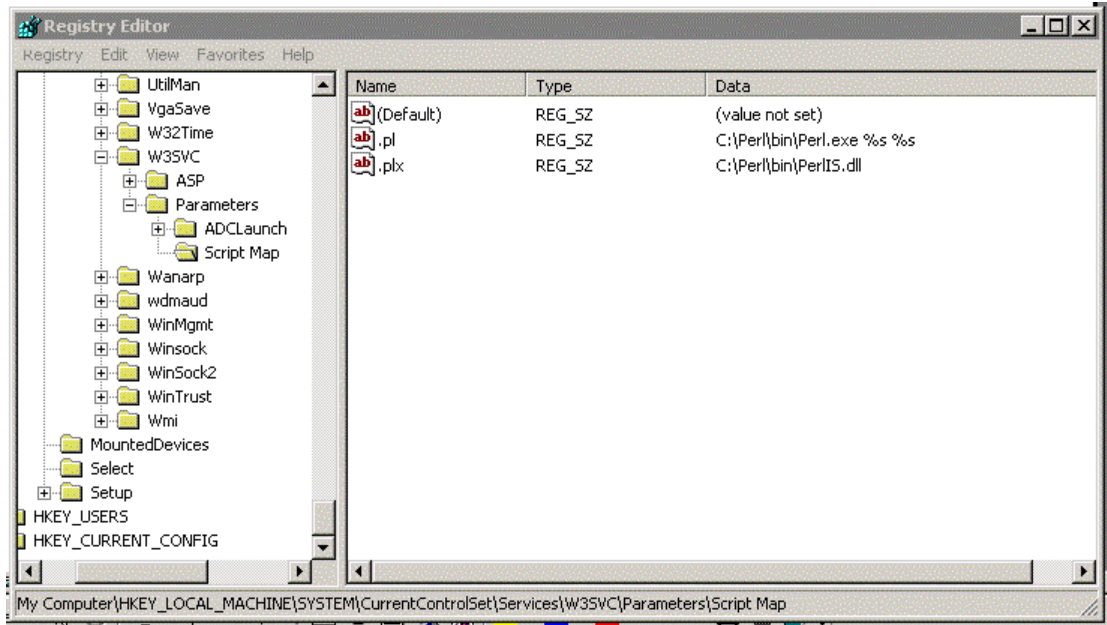 Registry Editor
Registry Edit View Favorites Help
UtilMan
VgaSave
W32Time
W3SVC
ASP
Parameters
ADCLaunch
Script Map
Wanarp
wdmaud
WinMgmt
Winsock
WinSock2
WinTrust
Wmi
MountedDevices
Select
Setup
HKEY_USERS
HKEY_CURRENT_CONFIG
Name Type Data
(Default) REG_SZ (value not set)
.pl REG_SZ C:\Perl\bin\Perl.exe %s %s
.plx REG_SZ C:\Perl\bin\PerlIS.dll
My Computer\HKEY_LOCAL_MACHINE\SYSTEM\CurrentControlSet\Services\W3SVC\Parameters\Script Map